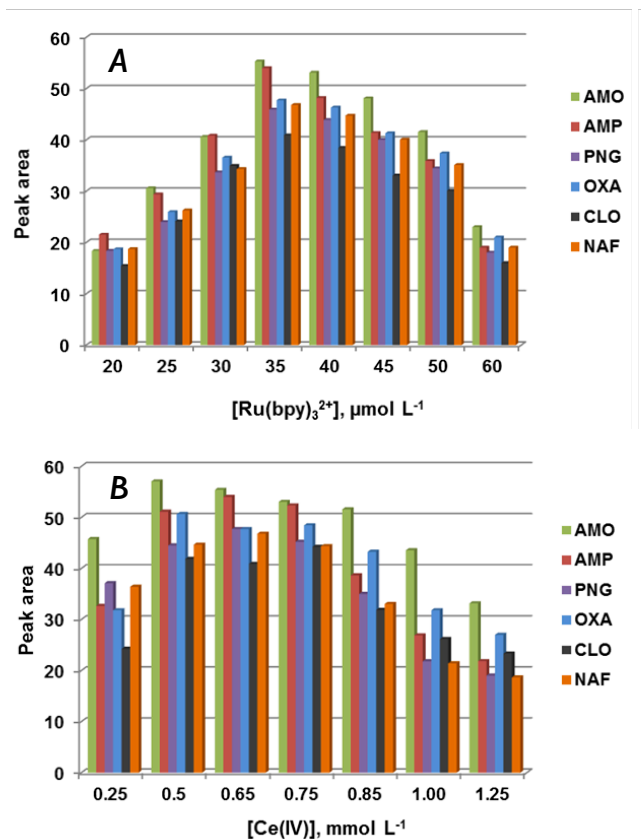 A
Peak area
60
50
40
30
20
10
0
20 25 30 35 40 45 50 60
[Ru(bpy)₃²⁺], µmol L⁻¹
AMO
AMP
PNG
OXA
CLO
NAF
B
Peak area
60
50
40
30
20
10
0
0.25 0.5 0.65 0.75 0.85 1.00 1.25
[Ce(IV)], mmol L⁻¹
AMO
AMP
PNG
OXA
CLO
NAF